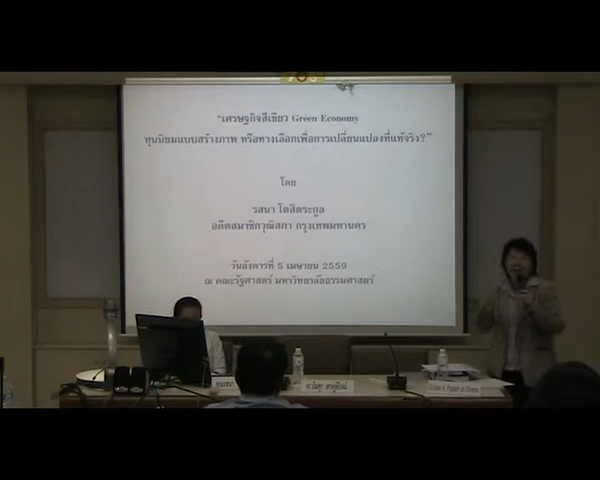 "เศรษฐกิจสีเขียว Green Economy
ทุนนิยมแบบสร้างภาพ หรือทางเลือกเพื่อการเปลี่ยนแปลงที่แท้จริง?"
โดย
รสนา โตสิตระกูล
อดีตสมาชิกวุฒิสภา กรุงเทพมหานคร
วันอังคารที่ 5 เมษายน 2559
ณ คณะรัฐศาสตร์ มหาวิทยาลัยธรรมศาสตร์